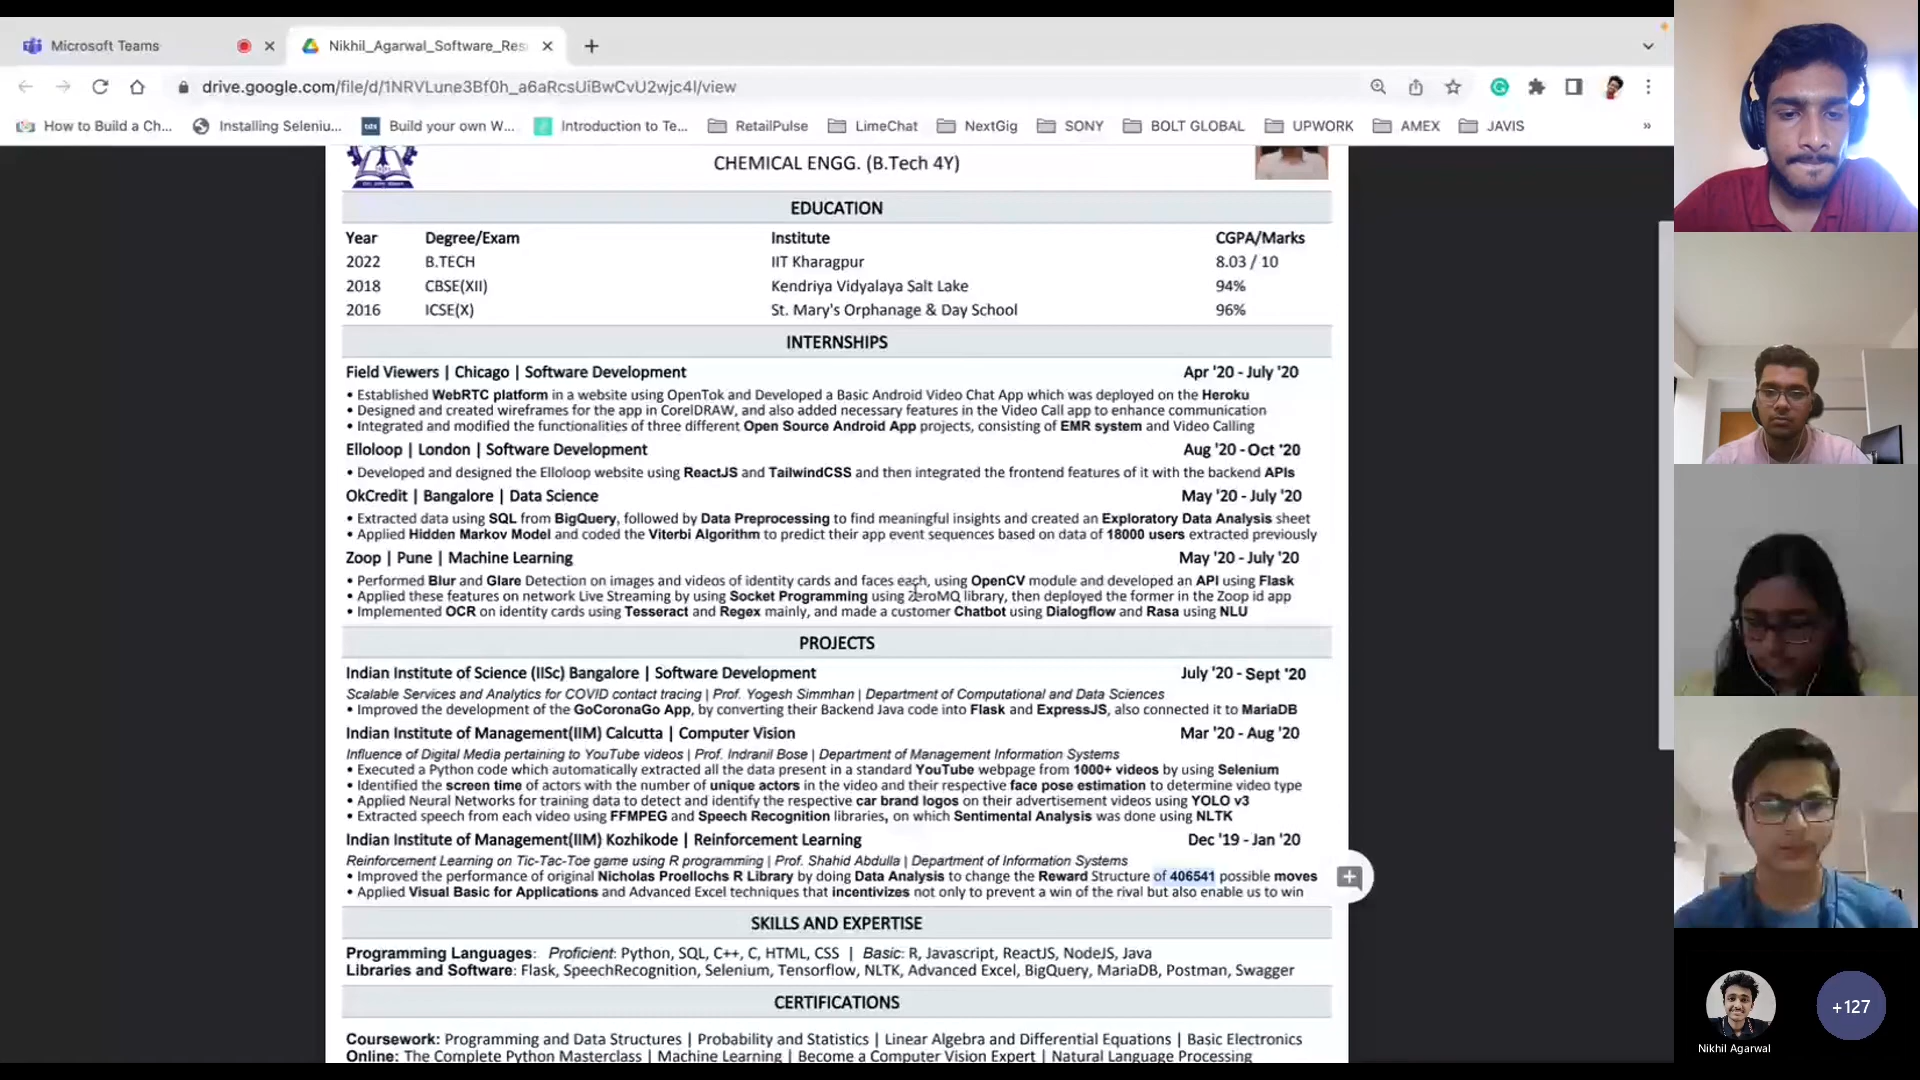 Microsoft Teams
Nikhil_Agarwal_Software_Res
drive.google.com/file/d/1NRVLune3Bf0h_a6aRcsUiBwCvU2wjc4l/view
How to Build a Ch... Installing Seleniu... Build your own W... Introduction to Te... RetailPulse LimeChat NextGig SONY BOLT GLOBAL UPWORK AMEX JAVIS »
CHEMICAL ENGG. (B.Tech 4Y)
EDUCATION
Year Degree/Exam Institute CGPA/Marks
2022 B.TECH IIT Kharagpur 8.03 / 10
2018 CBSE(XII) Kendriya Vidyalaya Salt Lake 94%
2016 ICSE(X) St. Mary's Orphanage & Day School 96%
INTERNSHIPS
Field Viewers | Chicago | Software Development Apr '20 - July '20
• Established WebRTC platform in a website using OpenTok and Developed a Basic Android Video Chat App which was deployed on the Heroku
• Designed and created wireframes for the app in CorelDRAW, and also added necessary features in the Video Call app to enhance communication
• Integrated and modified the functionalities of three different Open Source Android App projects, consisting of EMR system and Video Calling
Elloloop | London | Software Development Aug '20 - Oct '20
• Developed and designed the Elloloop website using ReactJS and TailwindCSS and then integrated the frontend features of it with the backend APIs
OkCredit | Bangalore | Data Science May '20 - July '20
• Extracted data using SQL from BigQuery, followed by Data Preprocessing to find meaningful insights and created an Exploratory Data Analysis sheet
• Applied Hidden Markov Model and coded the Viterbi Algorithm to predict their app event sequences based on data of 18000 users extracted previously
Zoop | Pune | Machine Learning May '20 - July '20
• Performed Blur and Glare Detection on images and videos of identity cards and faces each, using OpenCV module and developed an API using Flask
• Applied these features on network Live Streaming by using Socket Programming using ZeroMQ library, then deployed the former in the Zoop id app
• Implemented OCR on identity cards using Tesseract and Regex mainly, and made a customer Chatbot using Dialogflow and Rasa using NLU
PROJECTS
Indian Institute of Science (IISc) Bangalore | Software Development July '20 - Sept '20
Scalable Services and Analytics for COVID contact tracing | Prof. Yogesh Simmhan | Department of Computational and Data Sciences
• Improved the development of the GoCoronaGo App, by converting their Backend Java code into Flask and ExpressJS, also connected it to MariaDB
Indian Institute of Management(IIM) Calcutta | Computer Vision Mar '20 - Aug '20
Influence of Digital Media pertaining to YouTube videos | Prof. Indranil Bose | Department of Management Information Systems
• Executed a Python code which automatically extracted all the data present in a standard YouTube webpage from 1000+ videos by using Selenium
• Identified the screen time of actors with the number of unique actors in the video and their respective face pose estimation to determine video type
• Applied Neural Networks for training data to detect and identify the respective car brand logos on their advertisement videos using YOLO v3
• Extracted speech from each video using FFMPEG and Speech Recognition libraries, on which Sentimental Analysis was done using NLTK
Indian Institute of Management(IIM) Kozhikode | Reinforcement Learning Dec '19 - Jan '20
Reinforcement Learning on Tic-Tac-Toe game using R programming | Prof. Shahid Abdulla | Department of Information Systems
• Improved the performance of original Nicholas Proellochs R Library by doing Data Analysis to change the Reward Structure of 406541 possible moves
• Applied Visual Basic for Applications and Advanced Excel techniques that incentivizes not only to prevent a win of the rival but also enable us to win
SKILLS AND EXPERTISE
Programming Languages: Proficient: Python, SQL, C++, C, HTML, CSS | Basic: R, Javascript, ReactJS, NodeJS, Java
Libraries and Software: Flask, SpeechRecognition, Selenium, Tensorflow, NLTK, Advanced Excel, BigQuery, MariaDB, Postman, Swagger
CERTIFICATIONS
Coursework: Programming and Data Structures | Probability and Statistics | Linear Algebra and Differential Equations | Basic Electronics
Online: The Complete Python Masterclass | Machine Learning | Become a Computer Vision Expert | Natural Language Processing
+127
Nikhil Agarwal